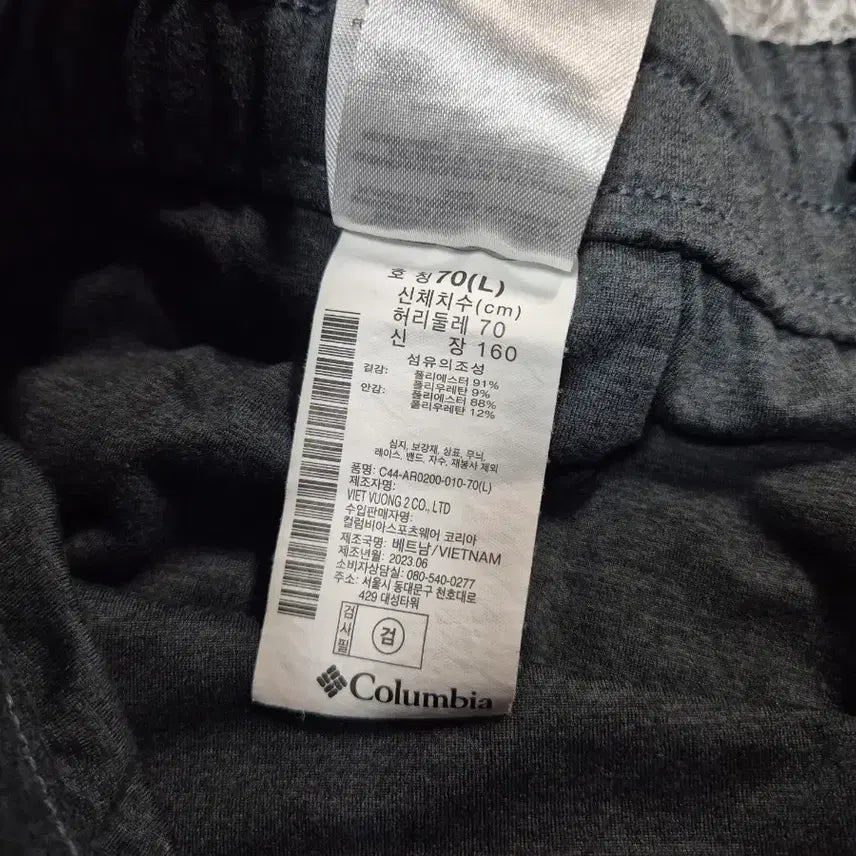 호 칭 70(L)
신체치수(cm)
허리둘레 70
신 장 160
섬유의조성
겉감: 폴리에스터 91%
폴리우레탄 9%
안감: 폴리에스터 88%
폴리우레탄 12%
심지, 보강재, 상표, 무늬,
레이스, 밴드, 자수, 재봉사 제외
품명: C44-AR0200-010-70(L)
제조자명:
VIET VUONG 2 CO., LTD
수입판매자명:
컬럼비아스포츠웨어 코리아
제조국명: 베트남/VIETNAM
제조년월: 2023.06
소비자상담실: 080-540-0277
주소: 서울시 동대문구 천호대로
429 대성타워
검사필
검
Columbia